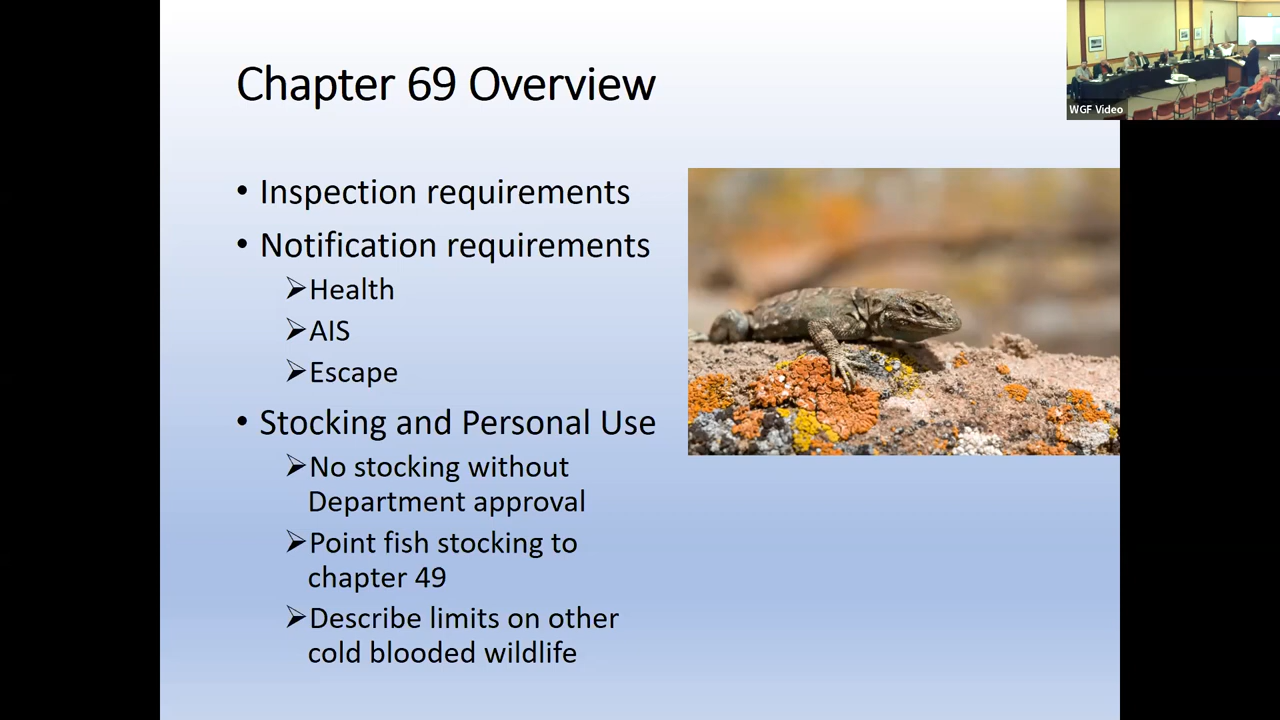 Chapter 69 Overview
WGF Video
• Inspection requirements
• Notification requirements
➢Health
➢AIS
➢Escape
• Stocking and Personal Use
➢No stocking without
Department approval
➢Point fish stocking to
chapter 49
➢Describe limits on other
cold blooded wildlife